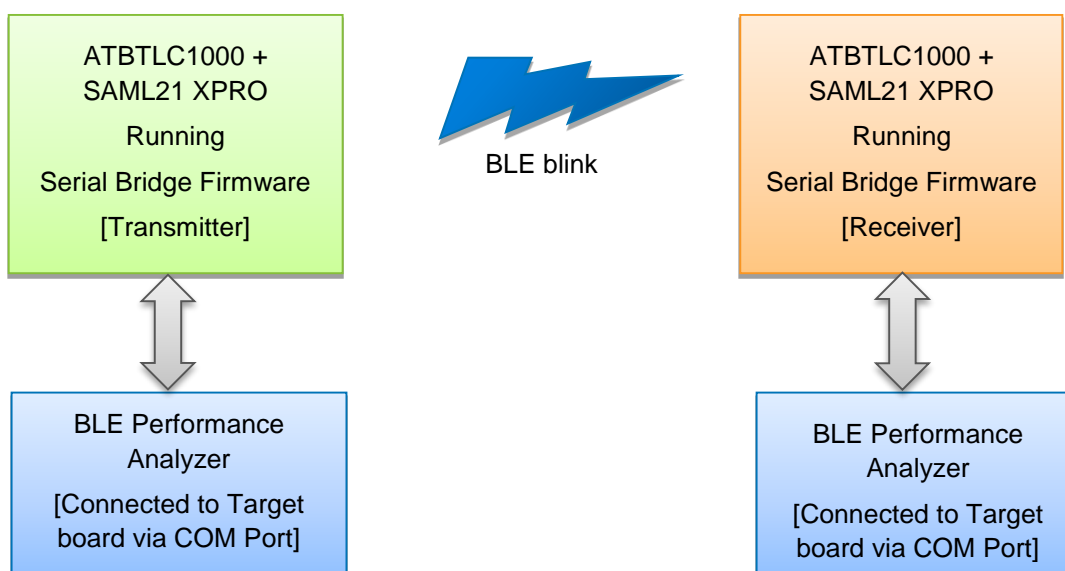 ATBTLC1000 +
SAML21 XPRO
Running
Serial Bridge Firmware
[Transmitter]
BLE blink
ATBTLC1000 +
SAML21 XPRO
Running
Serial Bridge Firmware
[Receiver]
BLE Performance
Analyzer
[Connected to Target
board via COM Port]
BLE Performance
Analyzer
[Connected to Target
board via COM Port]